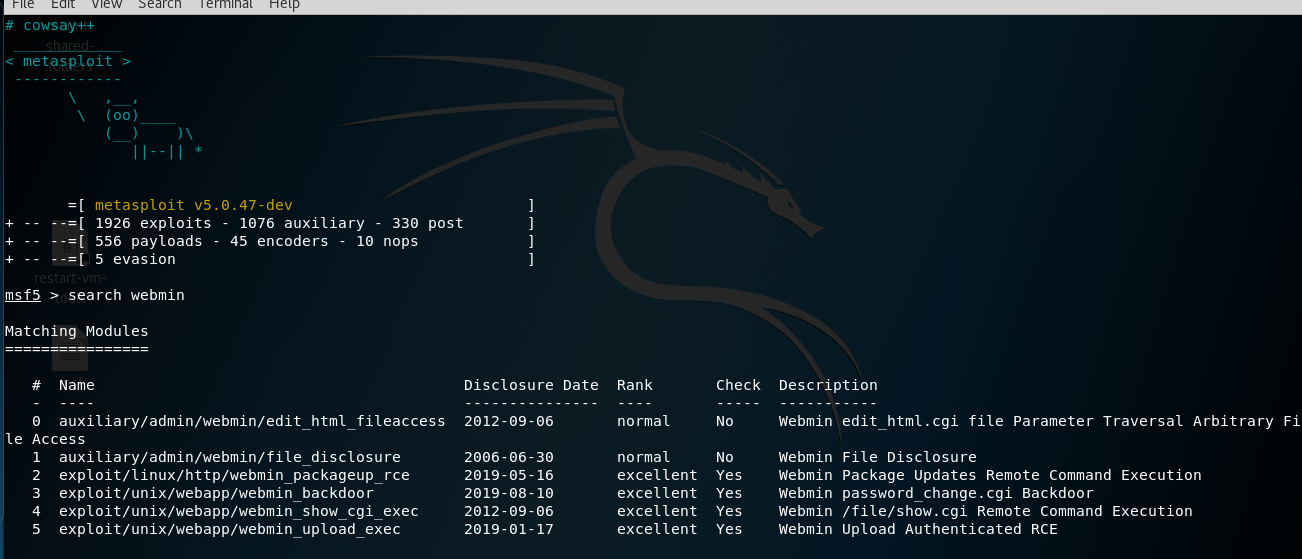 File Edit View Search Terminal Help
# cowsay++
 ____________
< metasploit >
 ------------
       \   ,__,
        \  (oo)____
           (__)    )\
              ||--|| *
shared-
folders
       =[ metasploit v5.0.47-dev                          ]
+ -- --=[ 1926 exploits - 1076 auxiliary - 330 post       ]
+ -- --=[ 556 payloads - 45 encoders - 10 nops            ]
+ -- --=[ 5 evasion                                       ]
restart-vm-
msf5 > search webmin
Matching Modules
================
   #  Name                                         Disclosure Date  Rank       Check  Description
   -  ----                                         ---------------  ----       -----  -----------
   0  auxiliary/admin/webmin/edit_html_fileaccess  2012-09-06       normal     No     Webmin edit_html.cgi file Parameter Traversal Arbitrary Fi
le Access
   1  auxiliary/admin/webmin/file_disclosure       2006-06-30       normal     No     Webmin File Disclosure
   2  exploit/linux/http/webmin_packageup_rce      2019-05-16       excellent  Yes    Webmin Package Updates Remote Command Execution
   3  exploit/unix/webapp/webmin_backdoor          2019-08-10       excellent  Yes    Webmin password_change.cgi Backdoor
   4  exploit/unix/webapp/webmin_show_cgi_exec     2012-09-06       excellent  Yes    Webmin /file/show.cgi Remote Command Execution
   5  exploit/unix/webapp/webmin_upload_exec       2019-01-17       excellent  Yes    Webmin Upload Authenticated RCE